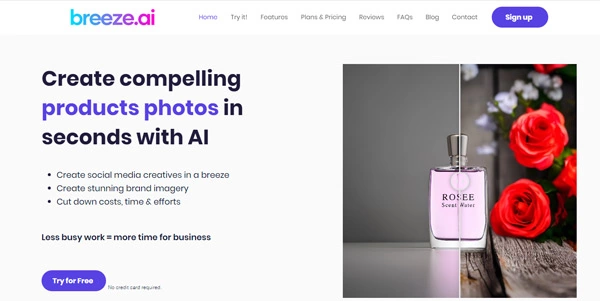 breeze.ai
Home Try it! Features Plans & Pricing Reviews FAQs Blog Contact Sign up
Create compelling
products photos in
seconds with AI
Create social media creatives in a breeze
Create stunning brand imagery
Cut down costs, time & efforts
Less busy work = more time for business
Try for Free No credit card required.
ROSEE
Scent Water